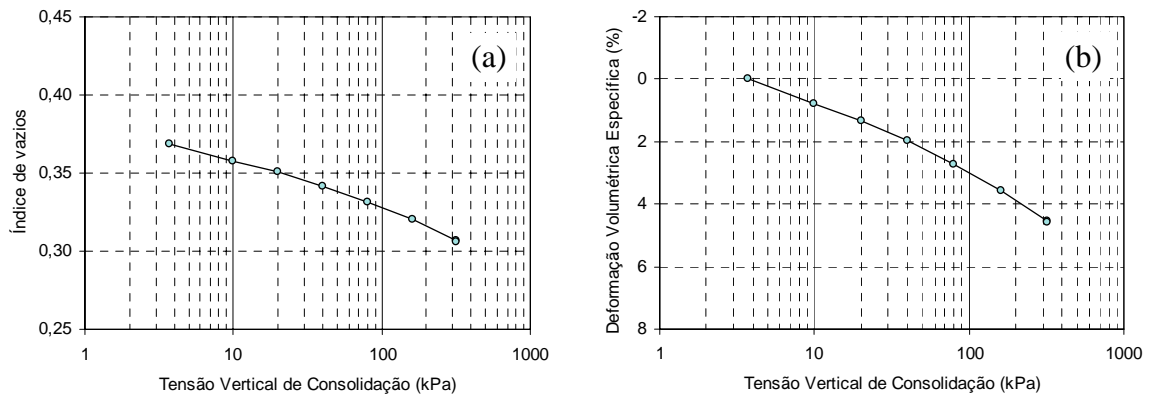 0,45
0,40
0,35
0,30
0,25
Índice de vazios
(a)
1 10 100 1000
Tensão Vertical de Consolidação (kPa)
-2
0
2
4
6
8
Deformação Volumétrica Específica (%)
(b)
1 10 100 1000
Tensão Vertical de Consolidação (kPa)